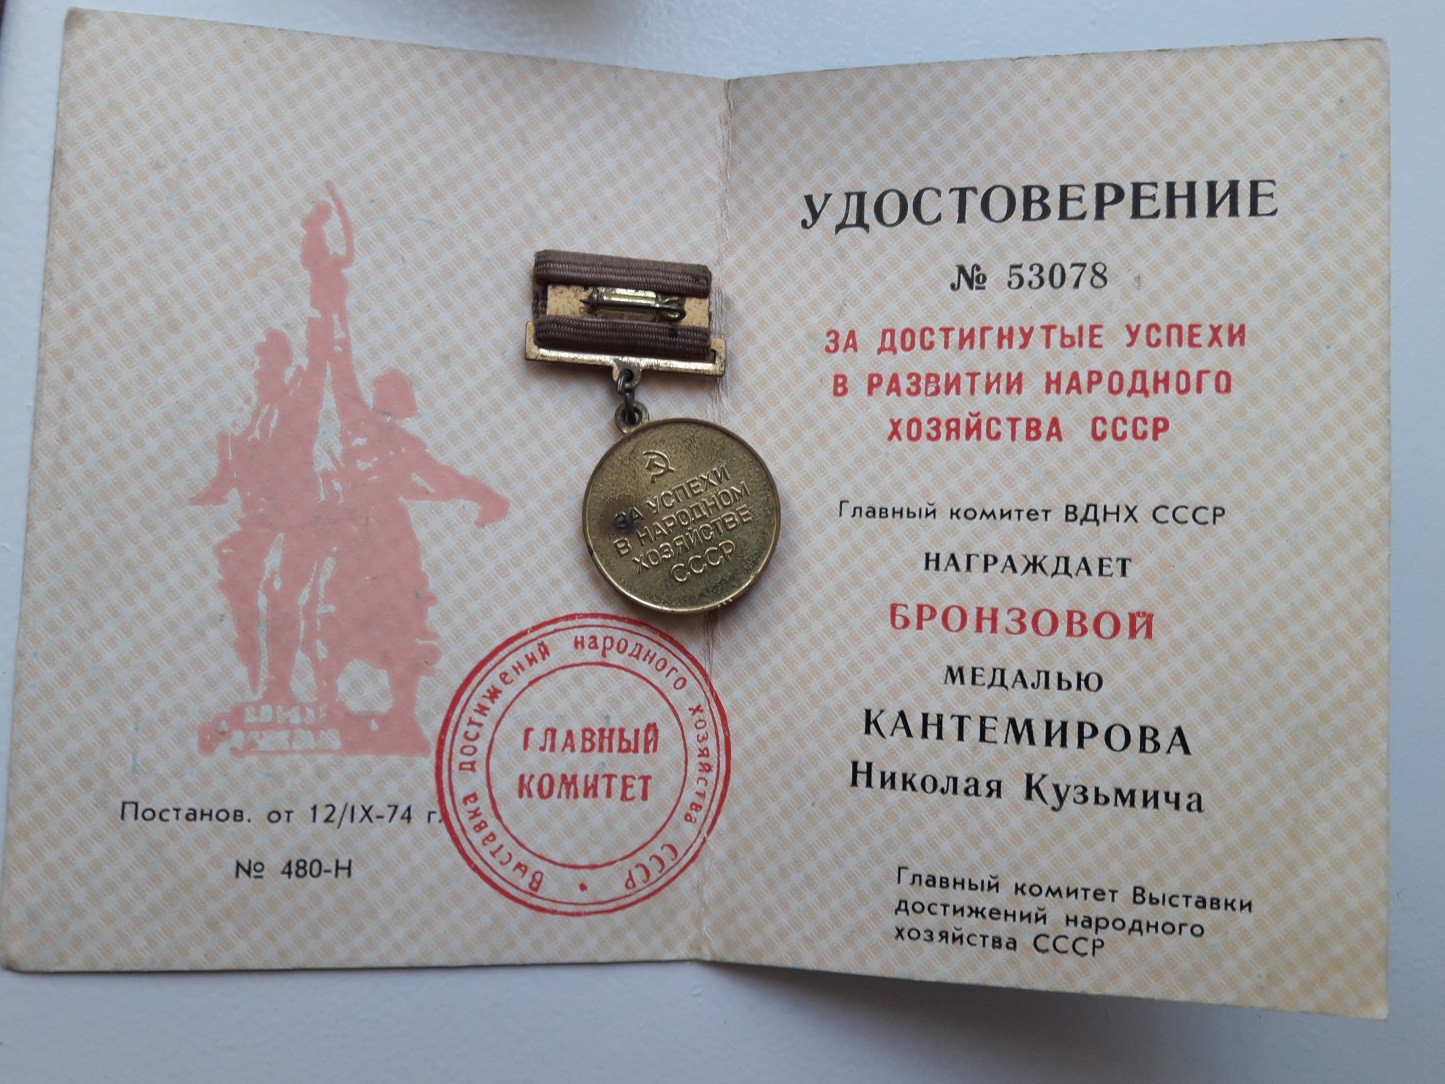 Постанов. от 12/IX-74 г.
№ 480-Н
ЗА УСПЕХИ
В НАРОДНОМ
ХОЗЯЙСТВЕ
СССР
Выставка достижений народного хозяйства СССР
ГЛАВНЫЙ
КОМИТЕТ
УДОСТОВЕРЕНИЕ
№ 53078
ЗА ДОСТИГНУТЫЕ УСПЕХИ
В РАЗВИТИИ НАРОДНОГО
ХОЗЯЙСТВА СССР
Главный комитет ВДНХ СССР
НАГРАЖДАЕТ
БРОНЗОВОЙ
МЕДАЛЬЮ
КАНТЕМИРОВА
Николая Кузьмича
Главный комитет Выставки
достижений народного
хозяйства СССР